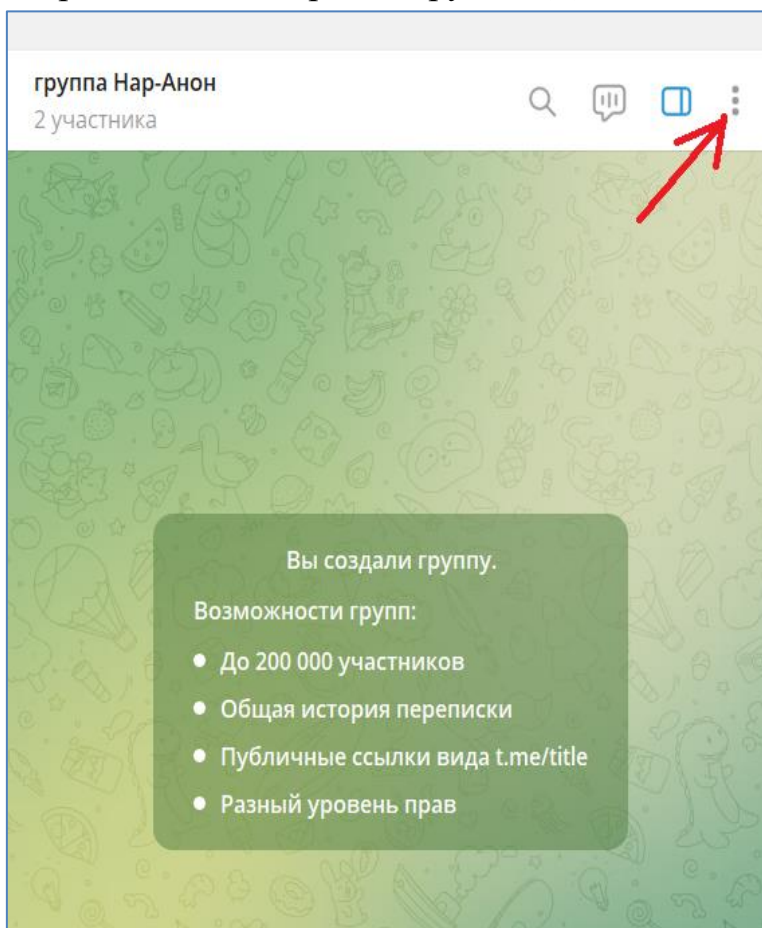 группа Нар-Анон
2 участника
Вы создали группу.
Возможности групп:
До 200 000 участников
Общая история переписки
Публичные ссылки вида t.me/title
Разный уровень прав